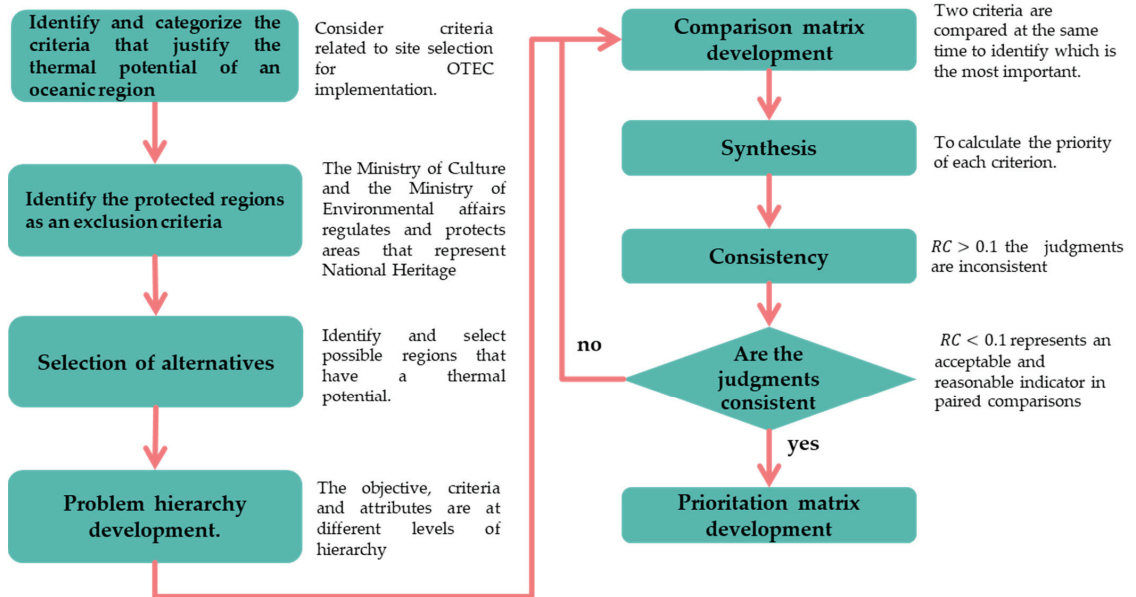 Identify and categorize the
criteria that justify the
thermal potential of an
oceanic region
Consider criteria
related to site selection
for OTEC
implementation.
Identify the protected regions
as an exclusion criteria
The Ministry of Culture
and the Ministry of
Environmental affairs
regulates and protects
areas that represent
National Heritage
Selection of alternatives
Identify and select
possible regions that
have a thermal
potential.
Problem hierarchy
development.
The objective, criteria
and attributes are at
different levels of
hierarchy
Comparison matrix
development
Two criteria are
compared at the same
time to identify which is
the most important.
Synthesis
To calculate the priority
of each criterion.
Consistency
RC > 0.1 the judgments
are inconsistent
no
Are the
judgments
consistent
RC < 0.1 represents an
acceptable and
reasonable indicator in
paired comparisons
yes
Prioritation matrix
development